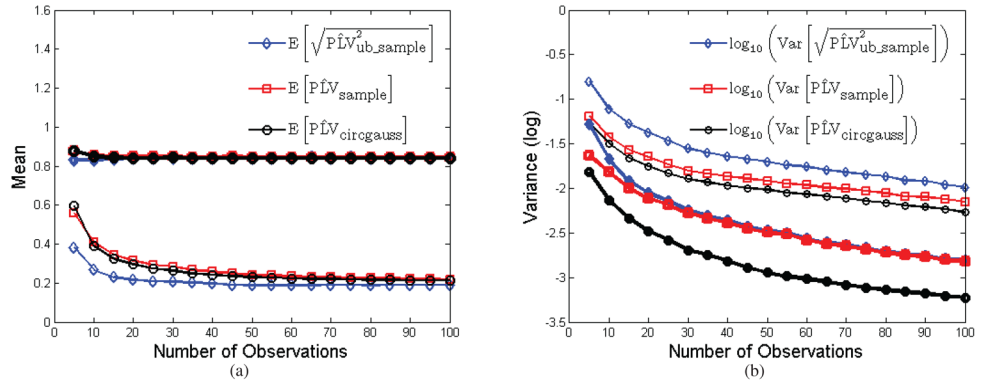 1.6
1.4
1.2
1
0.8
0.6
0.4
0.2
0
Mean
E [√(PL̂V²ub_sample)]
E [PL̂Vsample]
E [PL̂Vcircgauss]
0 10 20 30 40 50 60 70 80 90 100
Number of Observations
(a)
-0
-0.5
-1
-1.5
-2
-2.5
-3
-3.5
Variance (log)
log10 (Var [√(PL̂V²ub_sample)])
log10 (Var [PL̂Vsample])
log10 (Var [PL̂Vcircgauss])
0 10 20 30 40 50 60 70 80 90 100
Number of Observations
(b)